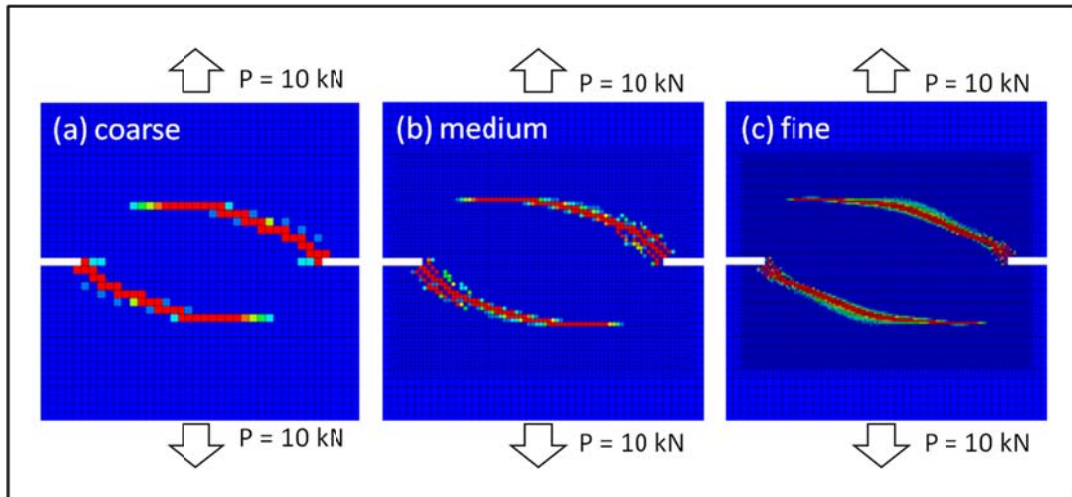 P = 10 kN
P = 10 kN
P = 10 kN
(a) coarse
(b) medium
(c) fine
P = 10 kN
P = 10 kN
P = 10 kN